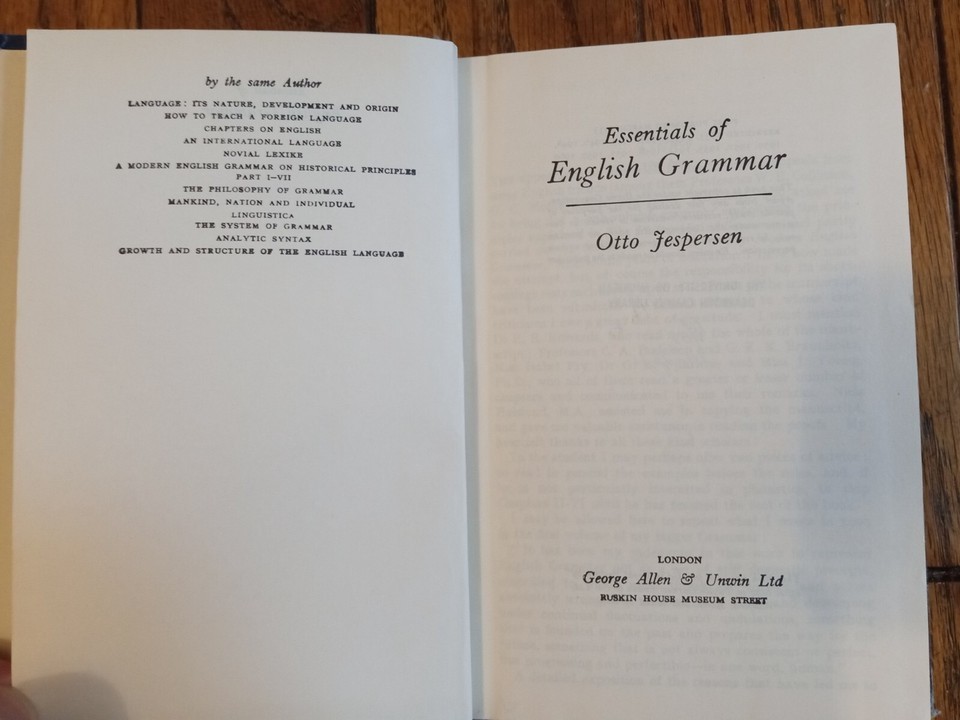 by the same Author
LANGUAGE: ITS NATURE, DEVELOPMENT AND ORIGIN
HOW TO TEACH A FOREIGN LANGUAGE
CHAPTERS ON ENGLISH
AN INTERNATIONAL LANGUAGE
NOVIAL LEXIKE
A MODERN ENGLISH GRAMMAR ON HISTORICAL PRINCIPLES
PART I–VII
THE PHILOSOPHY OF GRAMMAR
MANKIND, NATION AND INDIVIDUAL
LINGUISTICA
THE SYSTEM OF GRAMMAR
ANALYTIC SYNTAX
GROWTH AND STRUCTURE OF THE ENGLISH LANGUAGE
Essentials of
English Grammar
Otto Jespersen
LONDON
George Allen & Unwin Ltd
RUSKIN HOUSE MUSEUM STREET